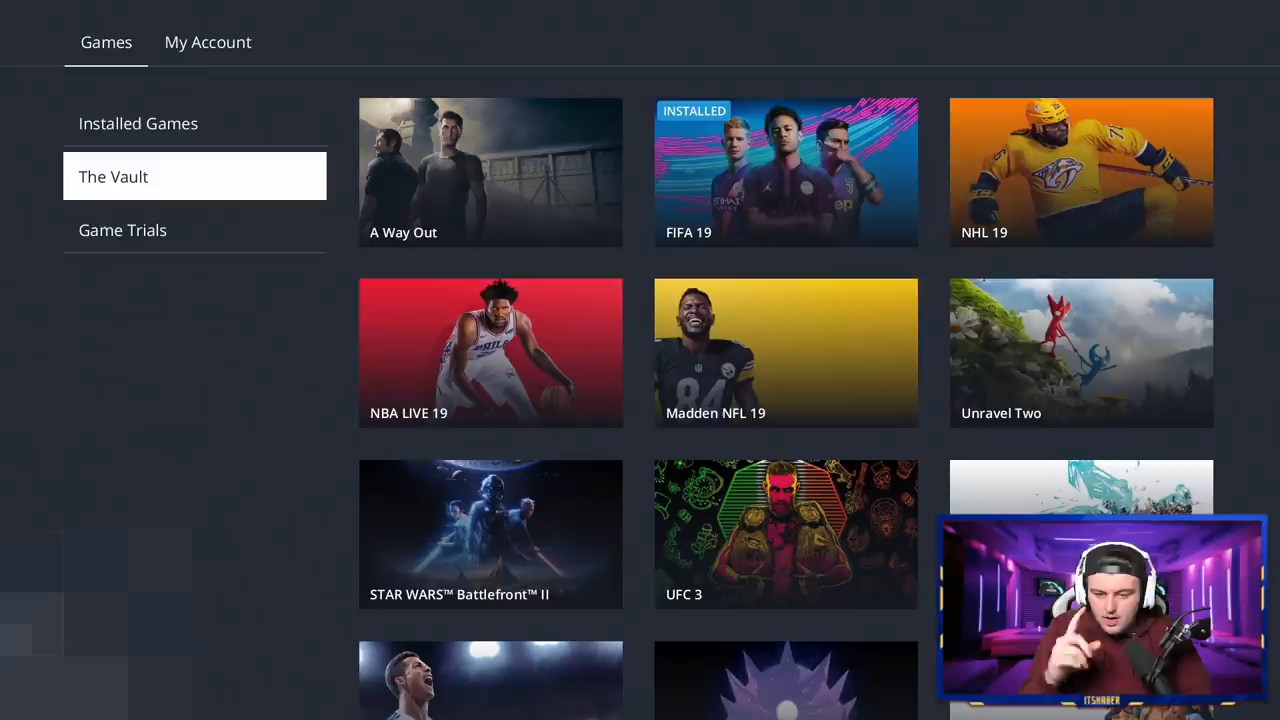 Games
My Account
Installed Games
The Vault
Game Trials
A Way Out
INSTALLED
FIFA 19
NHL 19
NBA LIVE 19
84
Madden NFL 19
Unravel Two
STAR WARS™ Battlefront™ II
UFC 3
ITSHABER